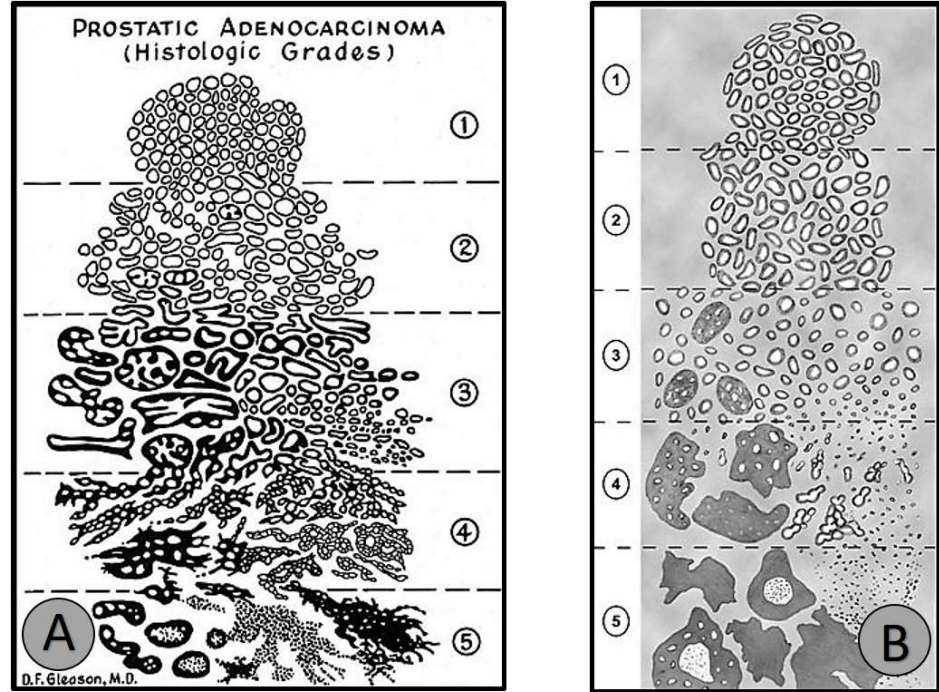 PROSTATIC ADENOCARCINOMA
(HISTOLOGIC GRADES)
①
②
③
④
⑤
A
D.F. Gleason, M.D.
1
2
3
4
5
B